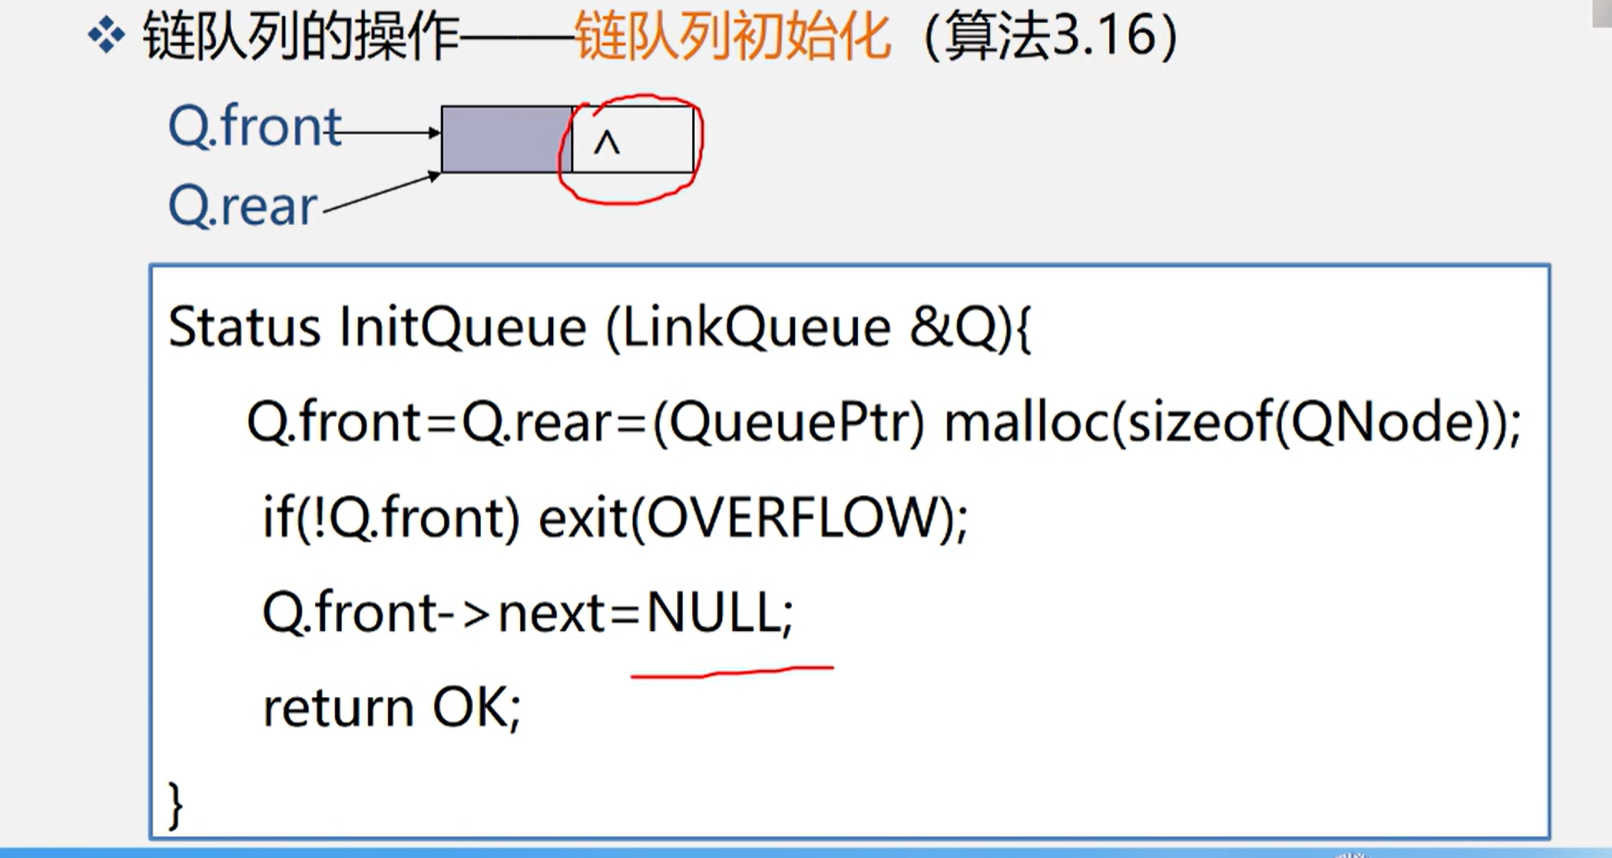 ❖ 链队列的操作——链队列初始化（算法3.16）
Q.front
^
Q.rear
Status InitQueue (LinkQueue &Q){
Q.front=Q.rear=(QueuePtr) malloc(sizeof(QNode));
if(!Q.front) exit(OVERFLOW);
Q.front->next=NULL;
return OK;
}